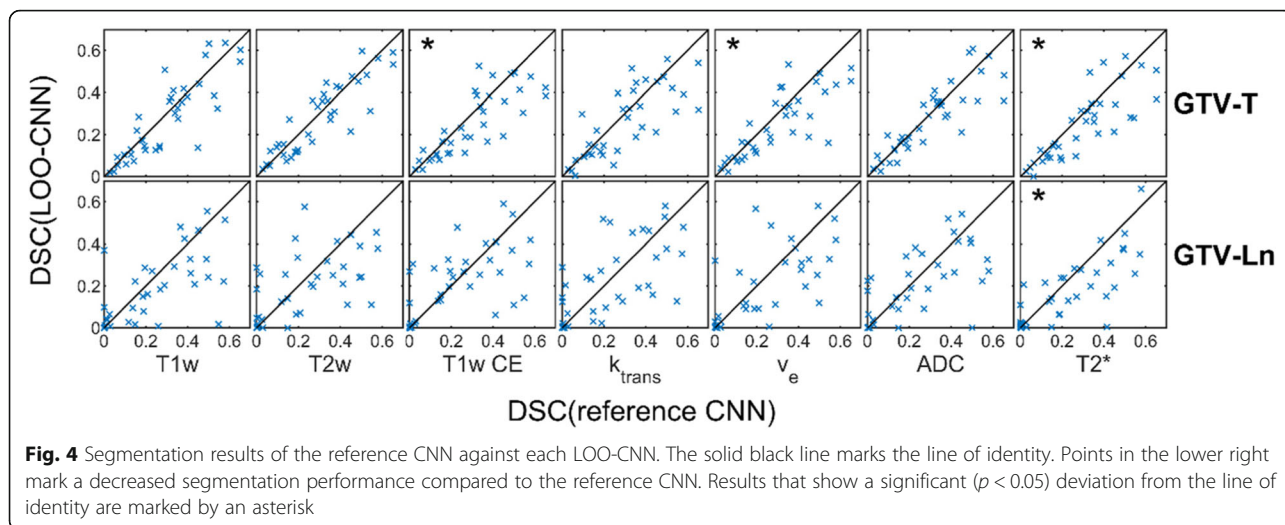 DSC(LOO-CNN)
0.6
0.4
0.2
0
* * *
GTV-T
0.6
0.4
0.2
0
*
GTV-Ln
0 0.2 0.4 0.6 0 0.2 0.4 0.6 0 0.2 0.4 0.6 0 0.2 0.4 0.6 0 0.2 0.4 0.6 0 0.2 0.4 0.6 0 0.2 0.4 0.6
T1w T2w T1w CE k_trans v_e ADC T2*
DSC(reference CNN)
Fig. 4 Segmentation results of the reference CNN against each LOO-CNN. The solid black line marks the line of identity. Points in the lower right
mark a decreased segmentation performance compared to the reference CNN. Results that show a significant (p < 0.05) deviation from the line of
identity are marked by an asterisk